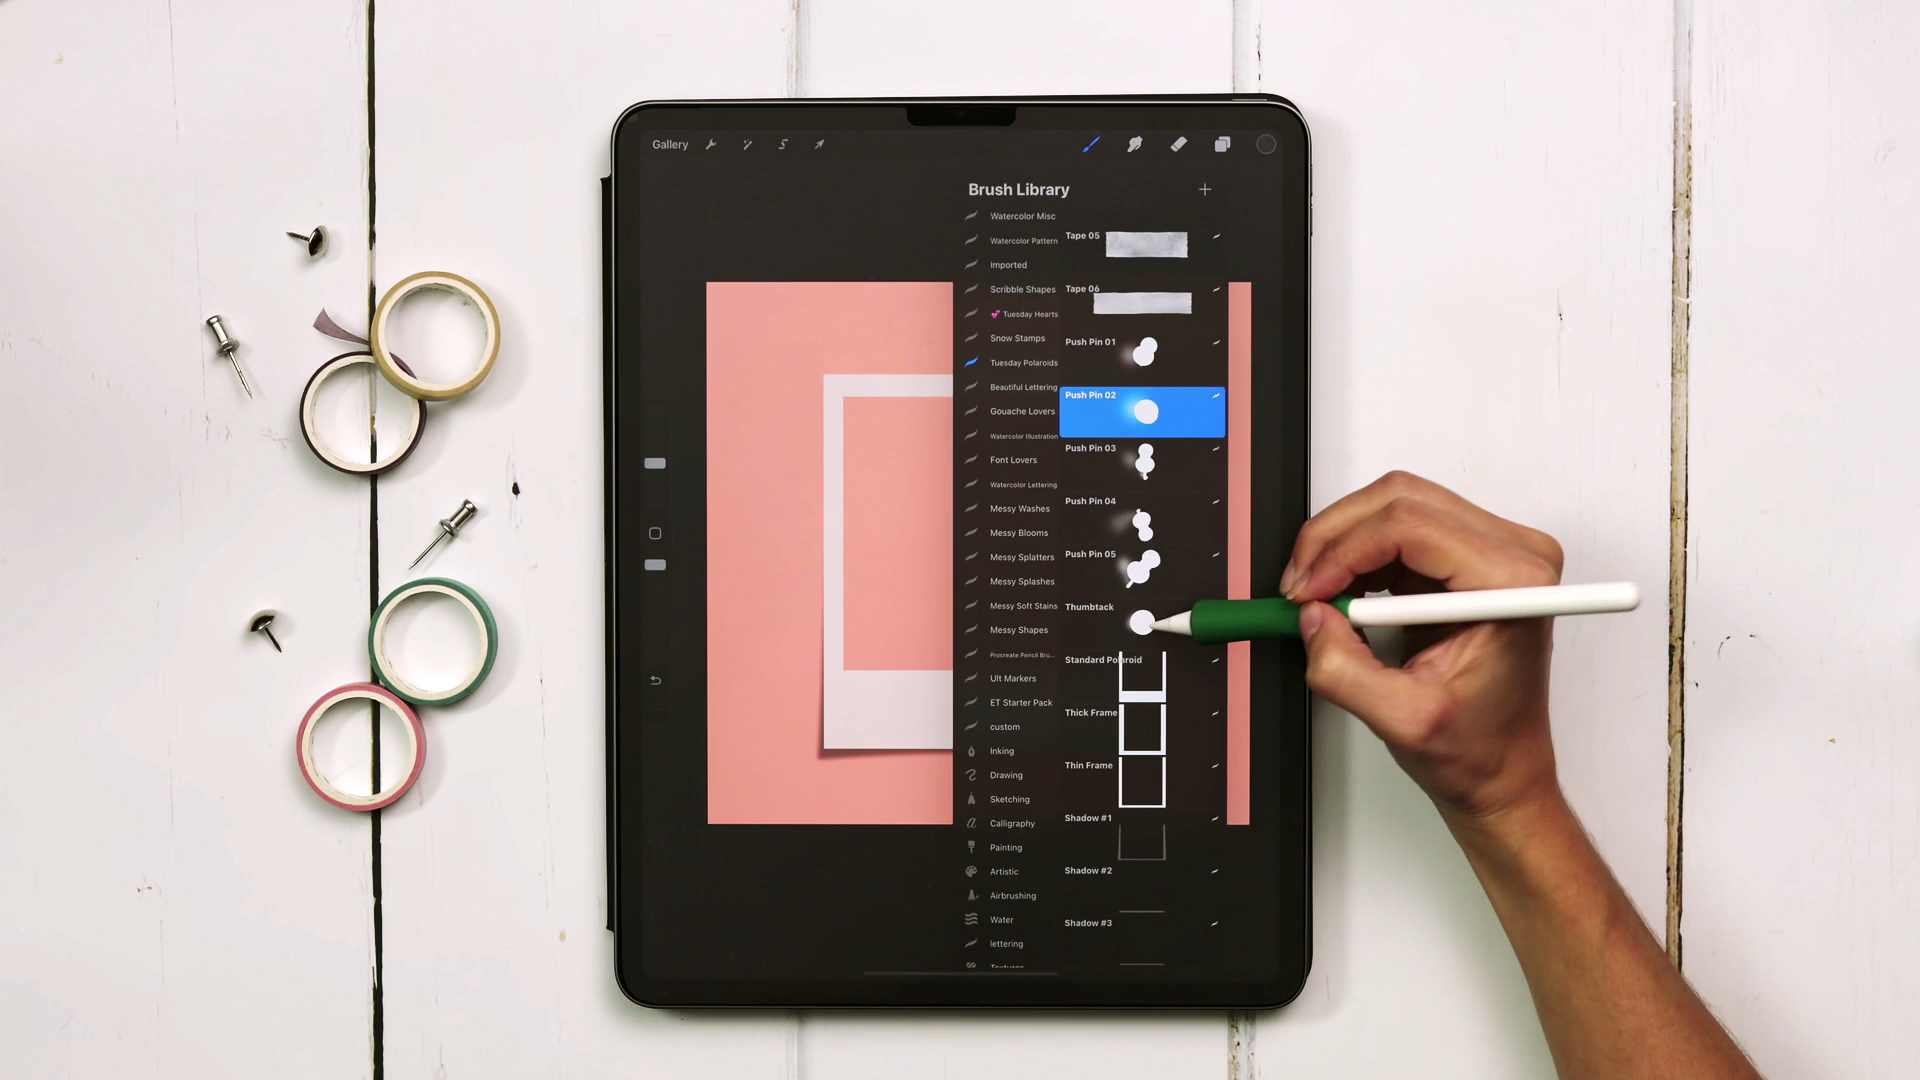 Gallery
Brush Library
Watercolor Misc
Watercolor Pattern
Imported
Scribble Shapes
💕 Tuesday Hearts
Snow Stamps
Tuesday Polaroids
Beautiful Lettering
Gouache Lovers
Watercolor Illustration
Font Lovers
Watercolor Lettering
Messy Washes
Messy Blooms
Messy Splatters
Messy Splashes
Messy Soft Stains
Messy Shapes
Procreate Pencil Bru...
Ult Markers
ET Starter Pack
custom
Inking
Drawing
Sketching
Calligraphy
Painting
Artistic
Airbrushing
Water
lettering
Textures
Tape 05
Tape 06
Push Pin 01
Push Pin 02
Push Pin 03
Push Pin 04
Push Pin 05
Thumbtack
Standard Polaroid
Thick Frame
Thin Frame
Shadow #1
Shadow #2
Shadow #3